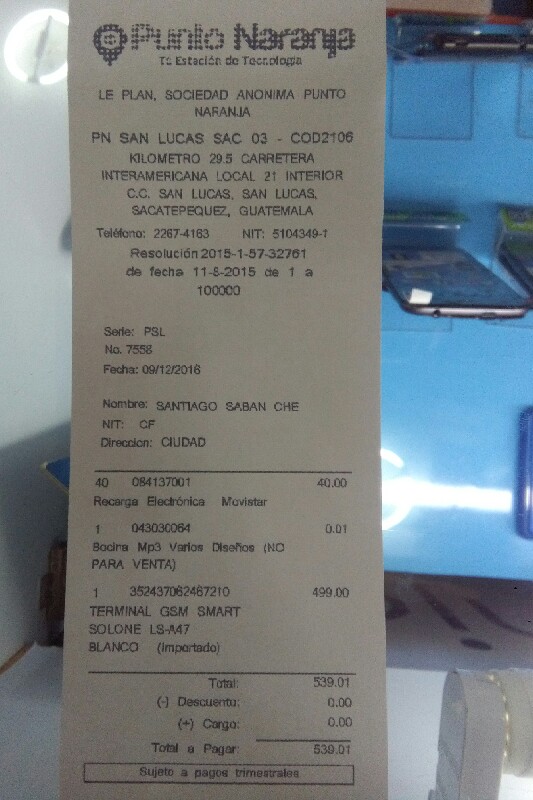 Punto Naranja
Tu Estación de Tecnología
LE PLAN, SOCIEDAD ANONIMA PUNTO
NARANJA
PN SAN LUCAS SAC 03 - COD2106
KILOMETRO 29.5 CARRETERA
INTERAMERICANA LOCAL 21 INTERIOR
C.C. SAN LUCAS, SAN LUCAS,
SACATEPEQUEZ, GUATEMALA
Teléfono: 2267-4163 NIT: 5104349-1
Resolución 2015-1-57-32761
de fecha 11-8-2015 de 1 a
100000
Serie: PSL
No. 7558
Fecha: 09/12/2016
Nombre: SANTIAGO SABAN CHE
NIT: CF
Direccion: CIUDAD
40 084137001 40.00
Recarga Electrónica Movistar
1 043030064 0.01
Bocina Mp3 Varios Diseños (NO
PARA VENTA)
1 352437062467210 499.00
TERMINAL GSM SMART
SOLONE LS-A47
BLANCO (Importado)
Total: 539.01
(-) Descuento: 0.00
(+) Cargo: 0.00
Total a Pagar: 539.01
Sujeto a pagos trimestrales